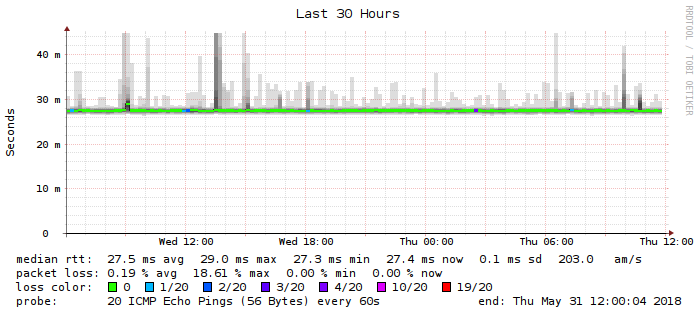 Last 30 Hours
RRDTOOL / TOBI OETIKER
Seconds
40 m
30 m
20 m
10 m
0
Wed 12:00 Wed 18:00 Thu 00:00 Thu 06:00 Thu 12:00
median rtt: 27.5 ms avg 29.0 ms max 27.3 ms min 27.4 ms now 0.1 ms sd 203.0 am/s
packet loss: 0.19 % avg 18.61 % max 0.00 % min 0.00 % now
loss color: 0 1/20 2/20 3/20 4/20 10/20 19/20
probe: 20 ICMP Echo Pings (56 Bytes) every 60s end: Thu May 31 12:00:04 2018